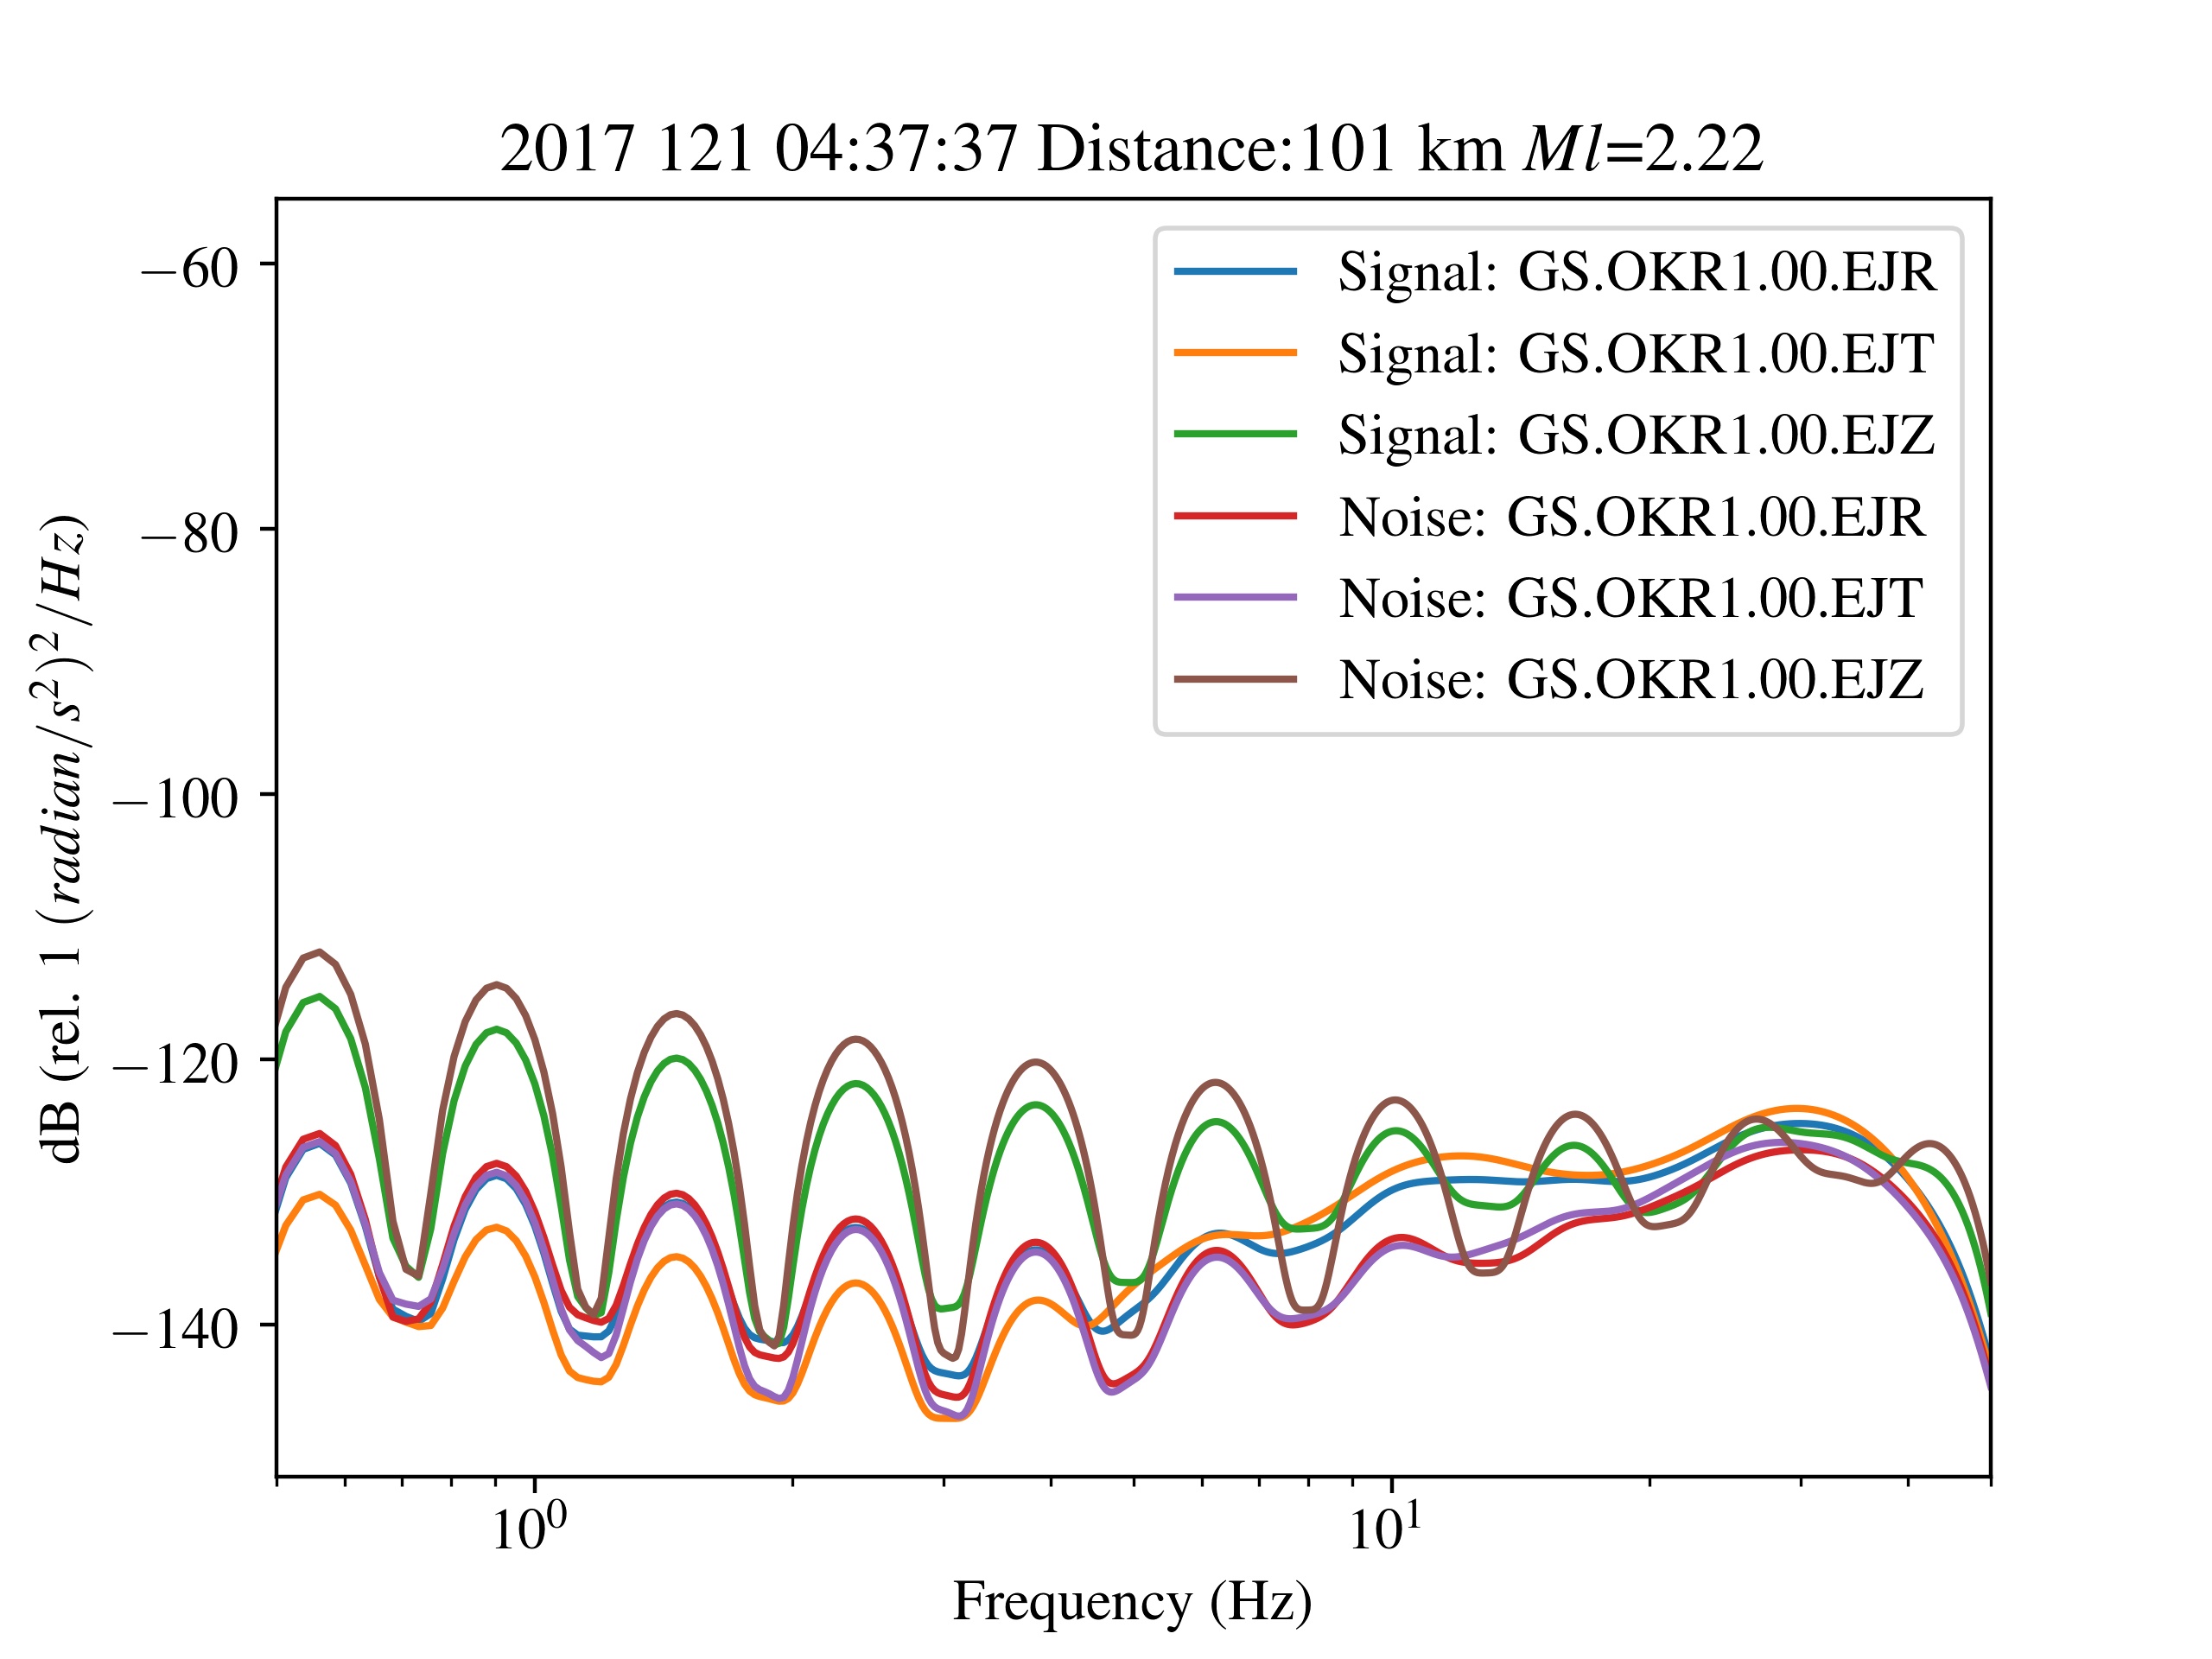 2017 121 04:37:37 Distance:101 km Ml=2.22
Signal: GS.OKR1.00.EJR
Signal: GS.OKR1.00.EJT
Signal: GS.OKR1.00.EJZ
Noise: GS.OKR1.00.EJR
Noise: GS.OKR1.00.EJT
Noise: GS.OKR1.00.EJZ
dB (rel. 1 (radian/s²)²/Hz)
−60
−80
−100
−120
−140
10⁰ 10¹
Frequency (Hz)